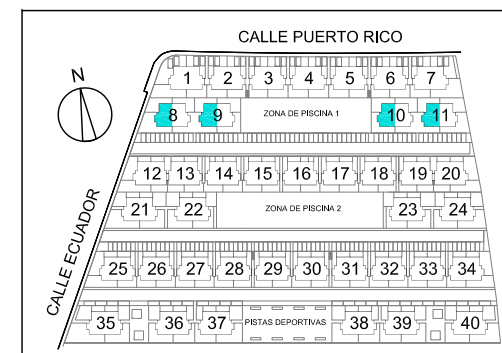 CALLE PUERTO RICO
N
1 2 3 4 5 6 7
8 9 ZONA DE PISCINA 1 10 11
12 13 14 15 16 17 18 19 20
21 22 ZONA DE PISCINA 2 23 24
CALLE ECUADOR
25 26 27 28 29 30 31 32 33 34
35 36 37 PISTAS DEPORTIVAS 38 39 40